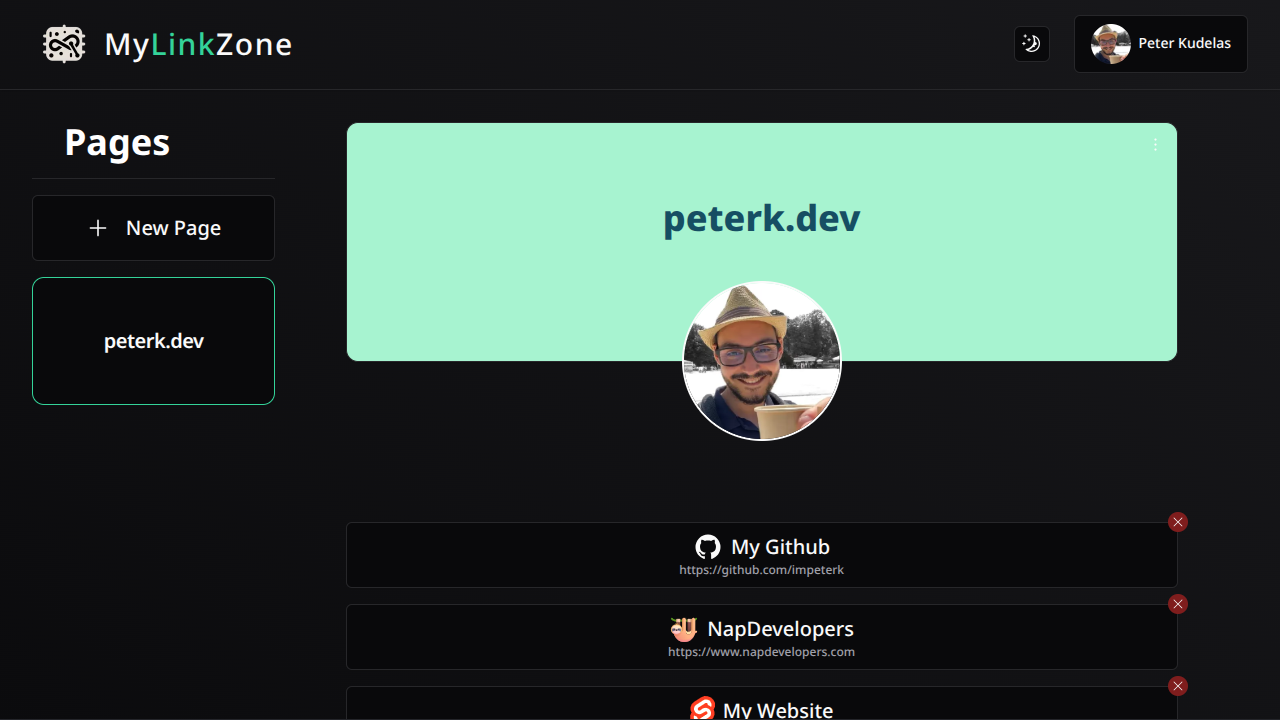 MyLinkZone
Peter Kudelas
Pages
New Page
peterk.dev
peterk.dev
My Github
https://github.com/impeterk
NapDevelopers
https://www.napdevelopers.com
My Website